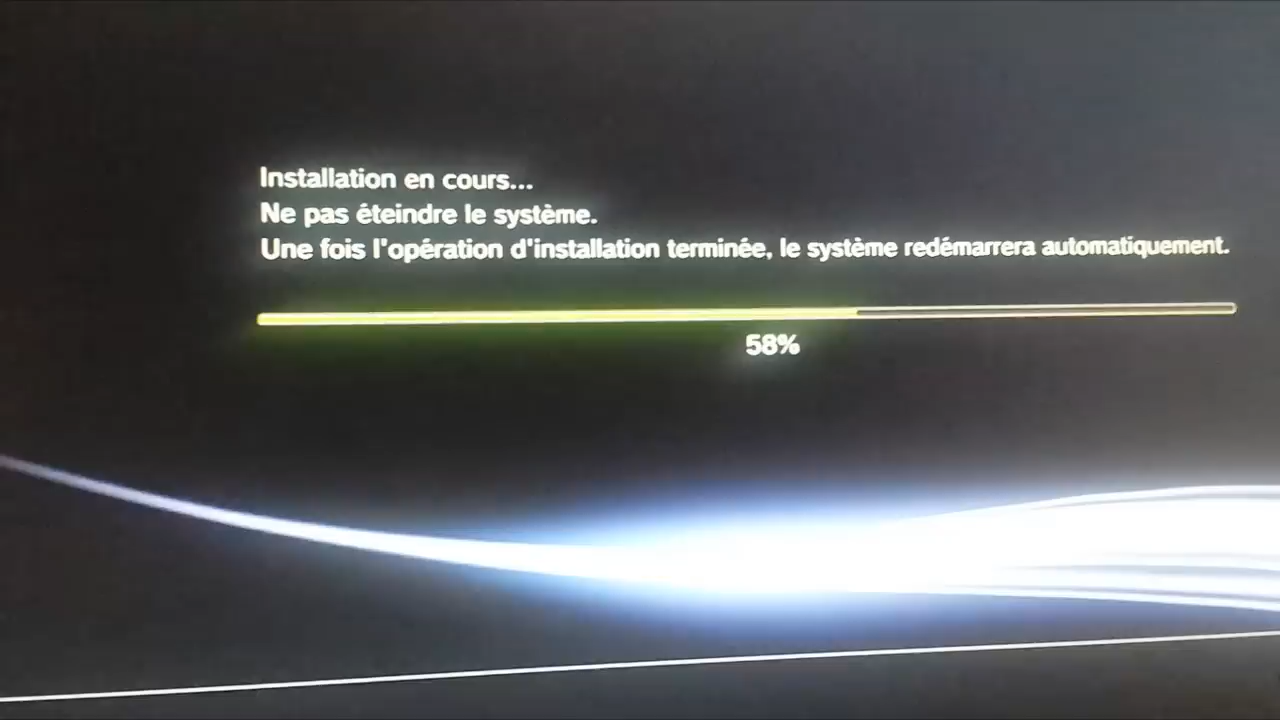 Installation en cours...
Ne pas éteindre le système.
Une fois l'opération d'installation terminée, le système redémarrera automatiquement.
58%